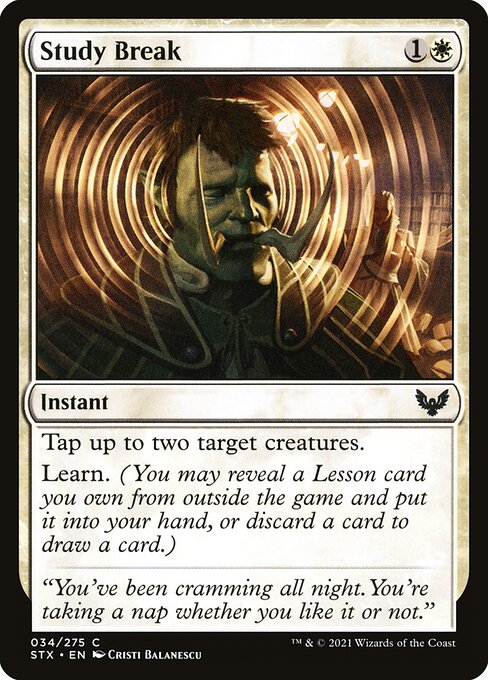 Study Break 1
Instant
Tap up to two target creatures.
Learn. (You may reveal a Lesson card
you own from outside the game and put
it into your hand, or discard a card to
draw a card.)
“You’ve been cramming all night. You’re
taking a nap whether you like it or not.”
034/275 C
™ & © 2021 Wizards of the Coast
STX • EN Cristi Balanescu